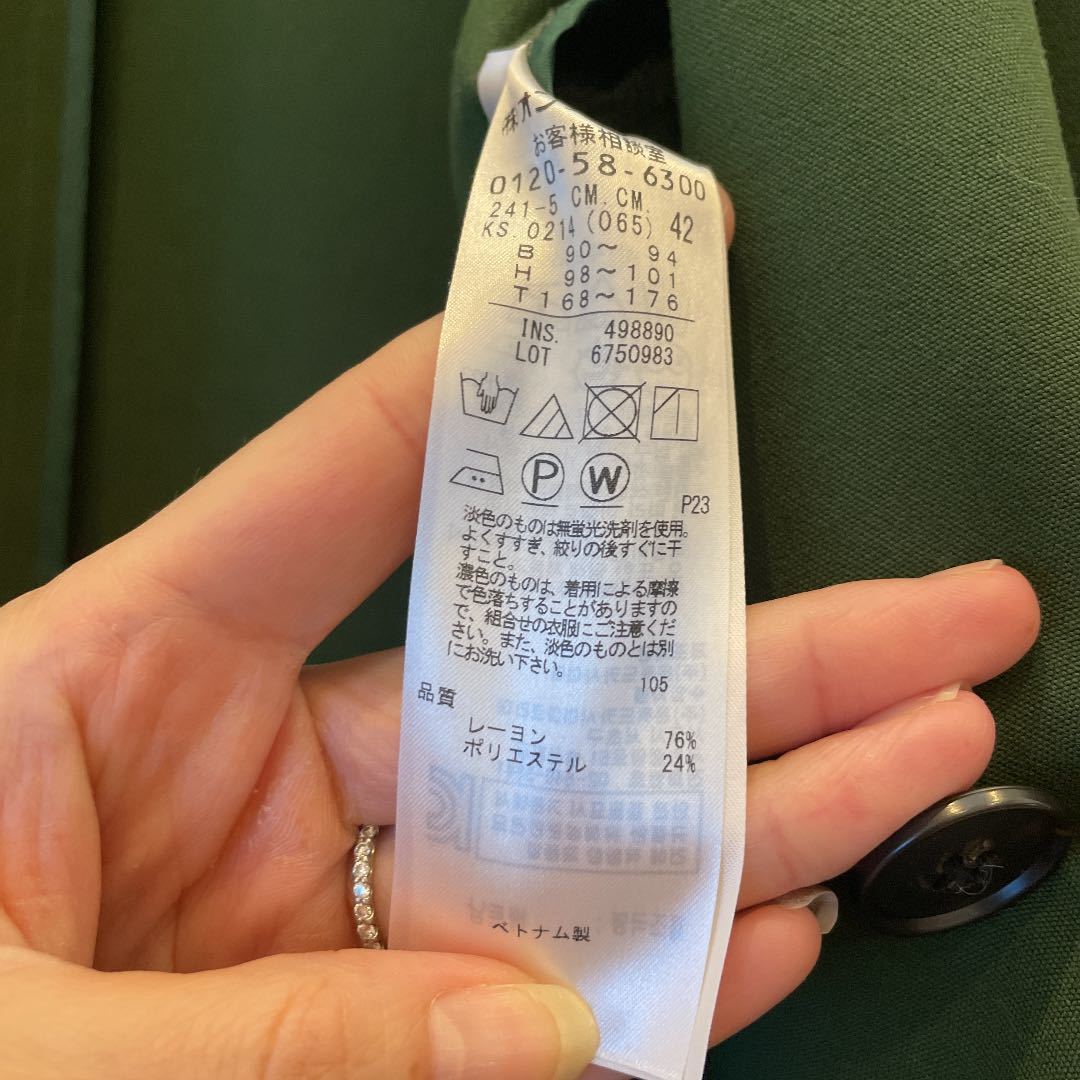 ㈱オン
お客様相談室
0120-58-6300
241-5 CM.CM.
KS.0214(065) 42
B 90～ 94
H 98～101
T 168～176
INS. 498890
LOT 6750983
P W
P23
淡色のものは無蛍光洗剤を使用。
よくすすぎ、絞りの後すぐに干
すこと。
濃色のものは、着用による摩擦
で色落ちすることがありますの
で、組合せの衣服にご注意くだ
さい。また、淡色のものとは別
にお洗い下さい。
105
品質
レーヨン 76%
ポリエステル 24%
ベトナム製